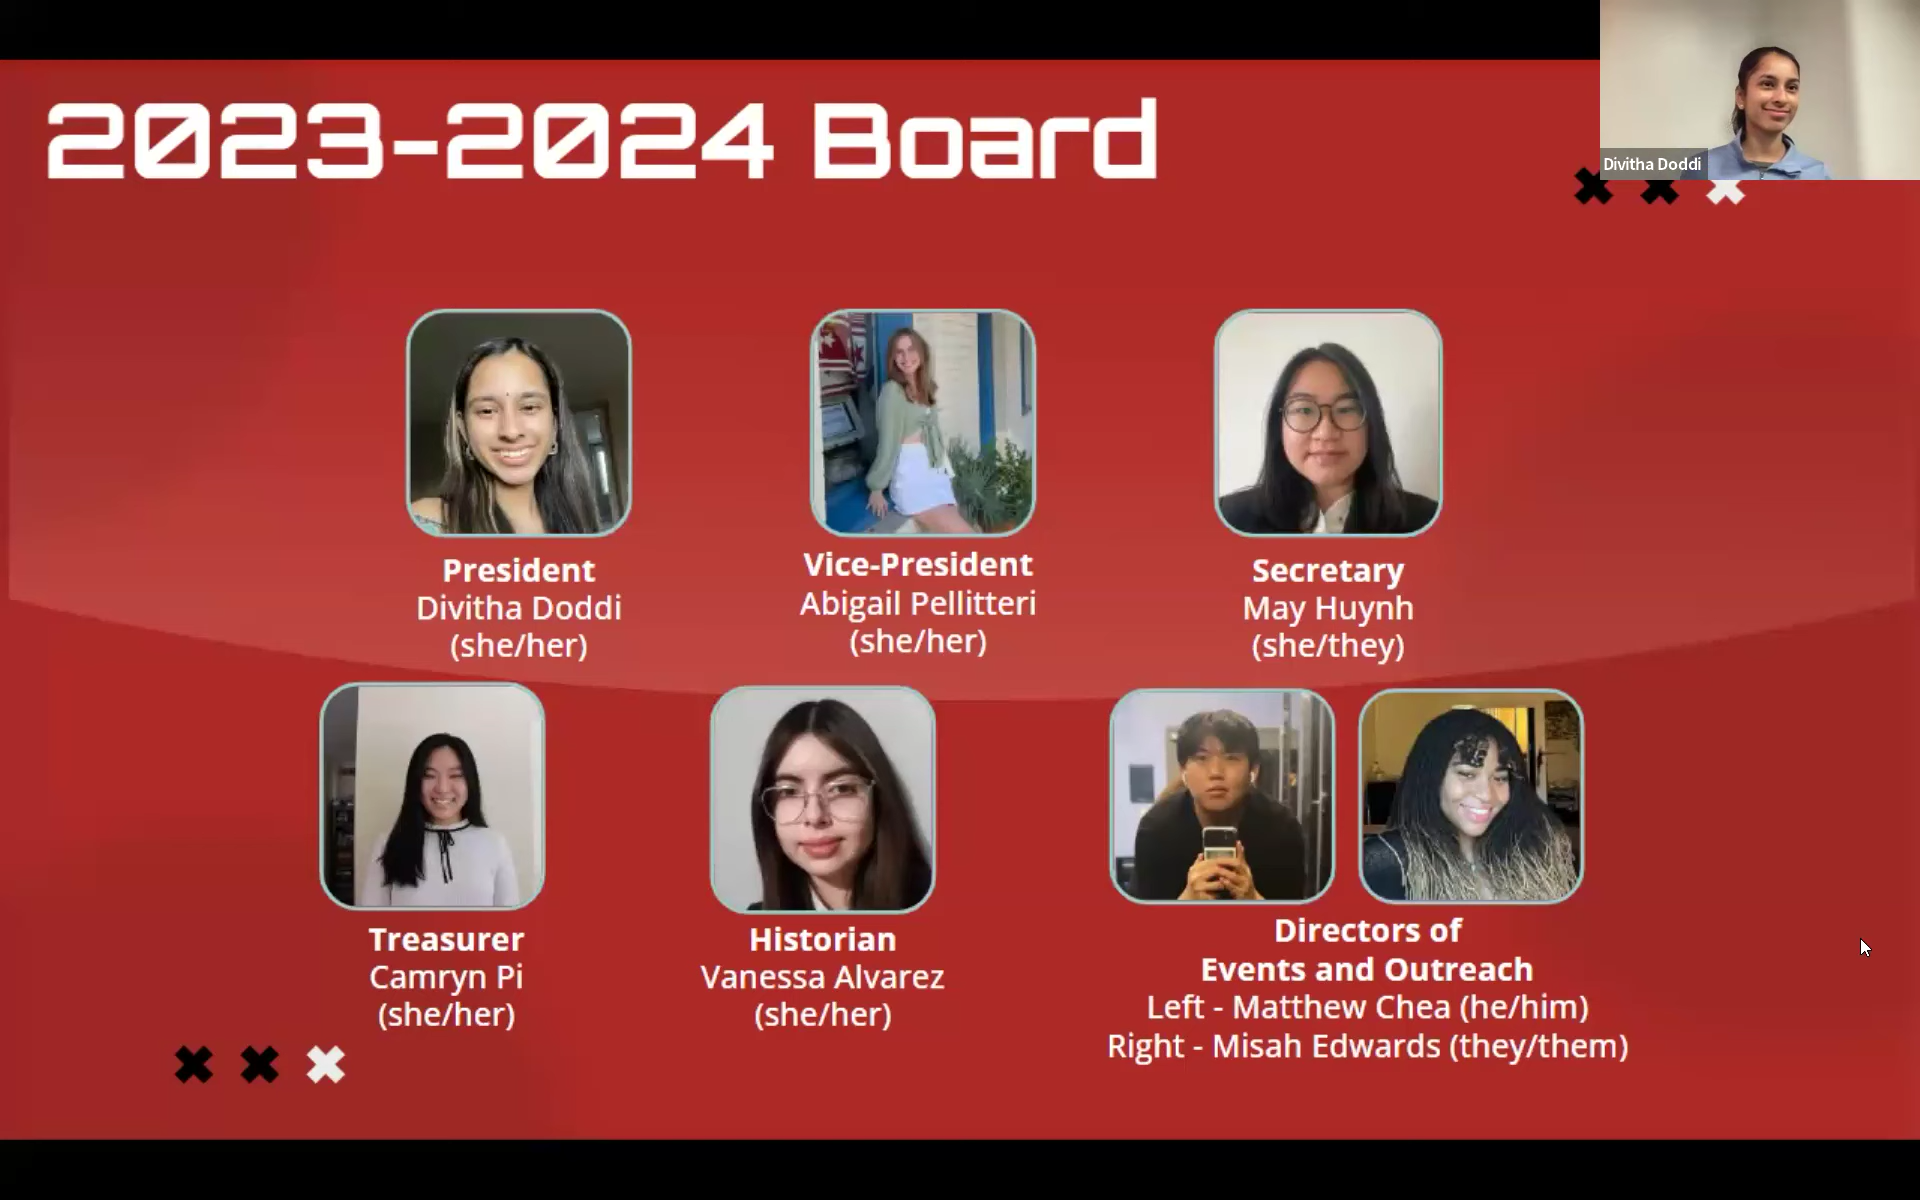 2023-2024 Board
Divitha Doddi
President
Divitha Doddi
(she/her)
Vice-President
Abigail Pellitteri
(she/her)
Secretary
May Huynh
(she/they)
Treasurer
Camryn Pi
(she/her)
Historian
Vanessa Alvarez
(she/her)
Directors of
Events and Outreach
Left - Matthew Chea (he/him)
Right - Misah Edwards (they/them)